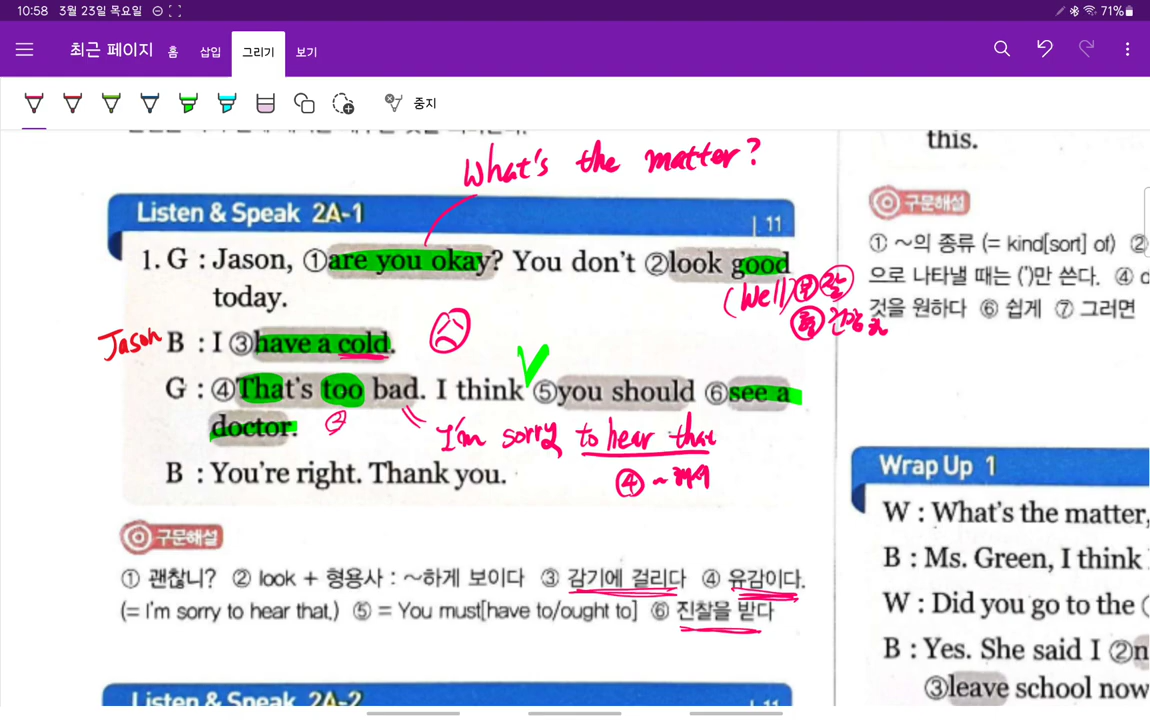 10:58 3월 23일 목요일
71%
최근 페이지 홈 삽입 그리기 보기
중지
What's the matter?
this.
Listen & Speak 2A-1
11
1. G : Jason, ①are you okay? You don't ②look good
(Well)
today.
Jason B : I ③have a cold.
G : ④That's too bad. I think ⑤you should ⑥see a
doctor.
I'm sorry to hear that
④ ~해서
B : You're right. Thank you.
구문해설
① 괜찮니? ② look + 형용사 : ~하게 보이다 ③ 감기에 걸리다 ④ 유감이다.
(= I'm sorry to hear that.) ⑤ = You must[have to/ought to] ⑥ 진찰을 받다
Listen & Speak 2A-2
11
구문해설
① ~의 종류 (= kind[sort] of) ②
으로 나타낼 때는 (')만 쓴다. ④
것을 원하다 ⑥ 쉽게 ⑦ 그러면
Wrap Up 1
W : What's the matter,
B : Ms. Green, I think
W : Did you go to the
B : Yes. She said I ②n
③leave school now